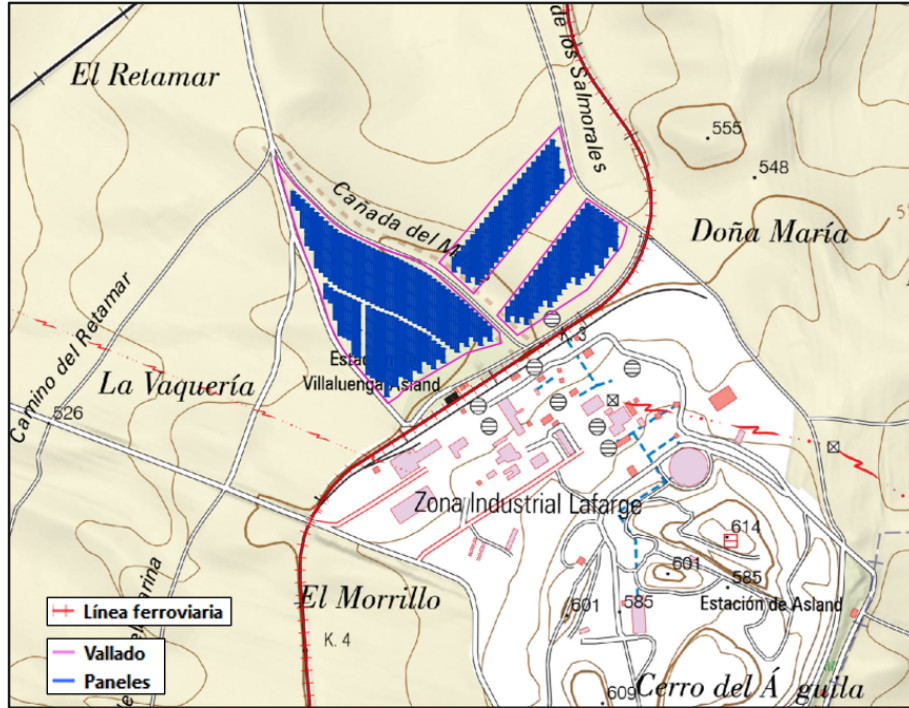 El Retamar
de los Salmorales
555
548
Cañada del M
Doña María
Camino del Retamar
K. 3
Esta
Villaluenga Asland
La Vaquería
526
Zona Industrial Lafarge
614
601
585
El Morrillo
601
585
Estación de Asland
K. 4
609
Cerro del Á guila
Línea ferroviaria
Vallado
Paneles